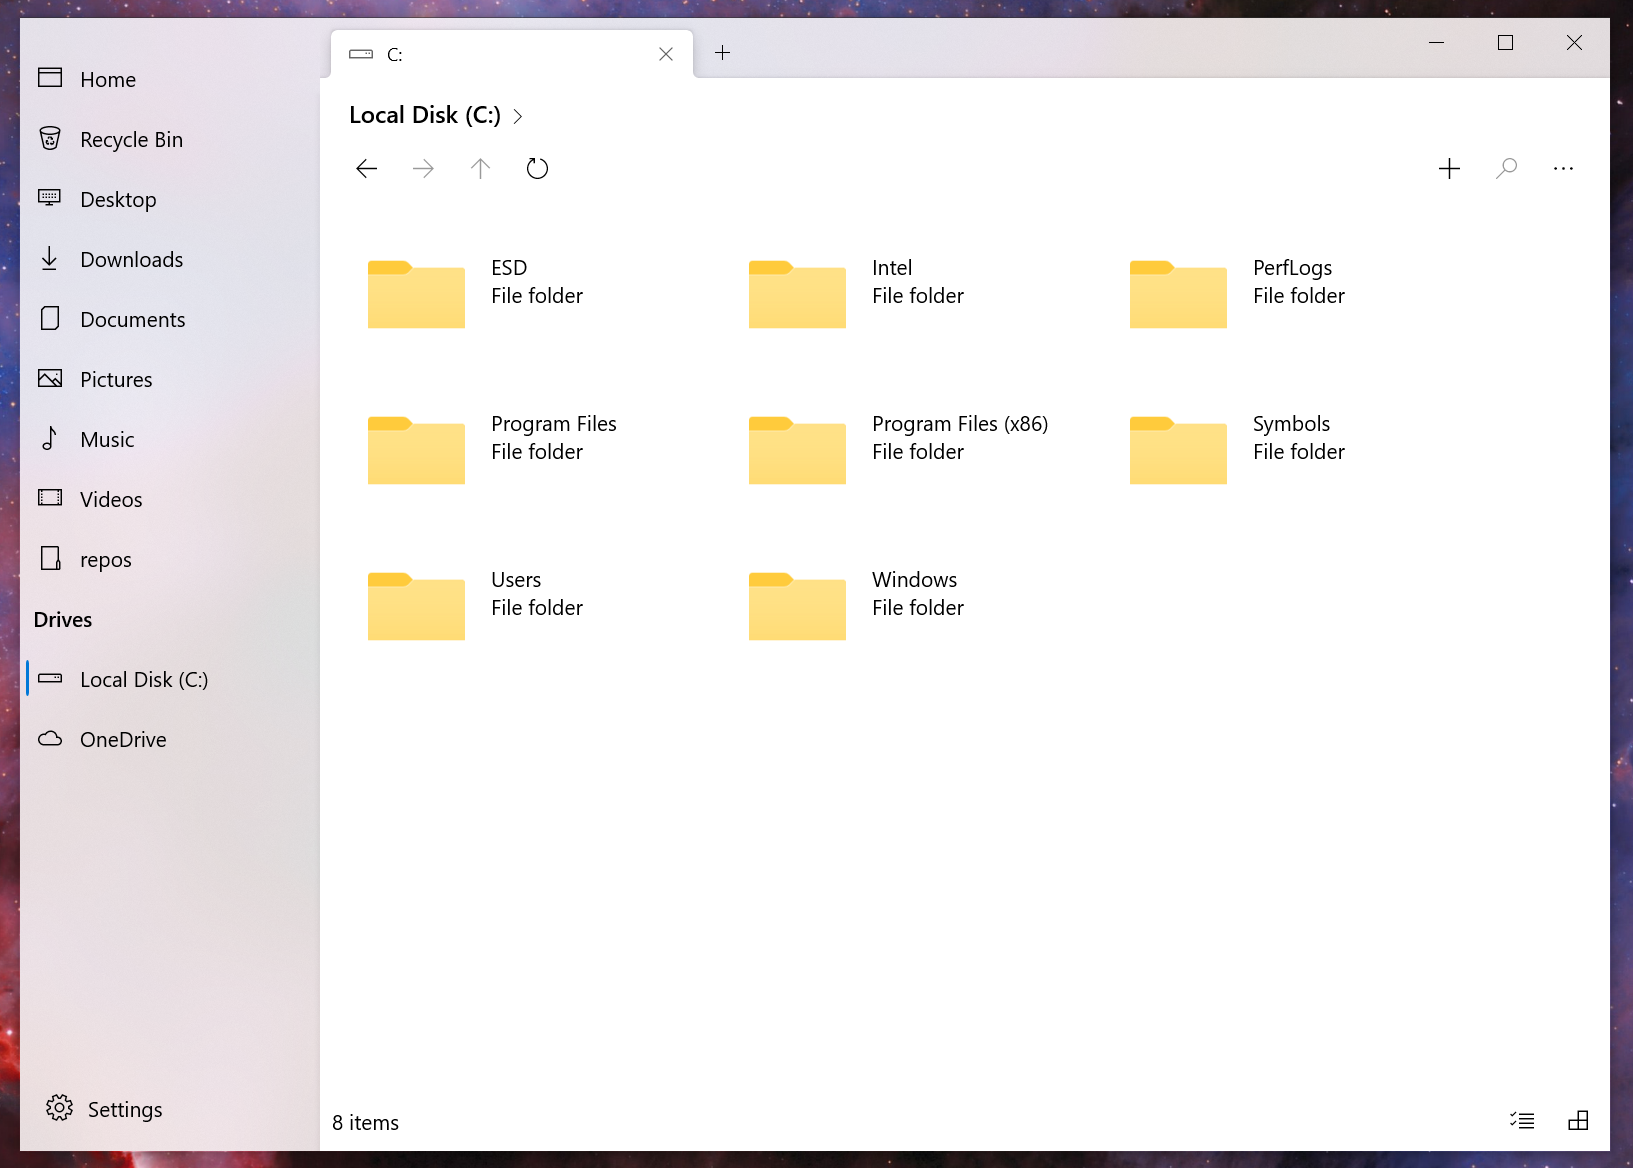 C:
Home
Recycle Bin
Desktop
Downloads
Documents
Pictures
Music
Videos
repos
Drives
Local Disk (C:)
OneDrive
Settings
Local Disk (C:)
ESD
File folder
Intel
File folder
PerfLogs
File folder
Program Files
File folder
Program Files (x86)
File folder
Symbols
File folder
Users
File folder
Windows
File folder
8 items